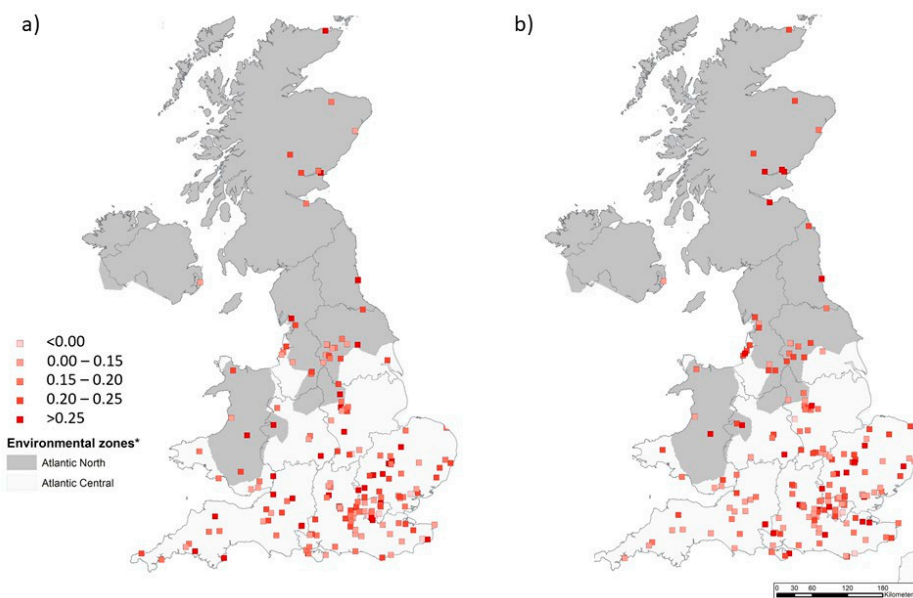 a)
b)
<0.00
0.00 – 0.15
0.15 – 0.20
0.20 – 0.25
>0.25
Environmental zones*
Atlantic North
Atlantic Central
0 30 60 120 180
Kilometer